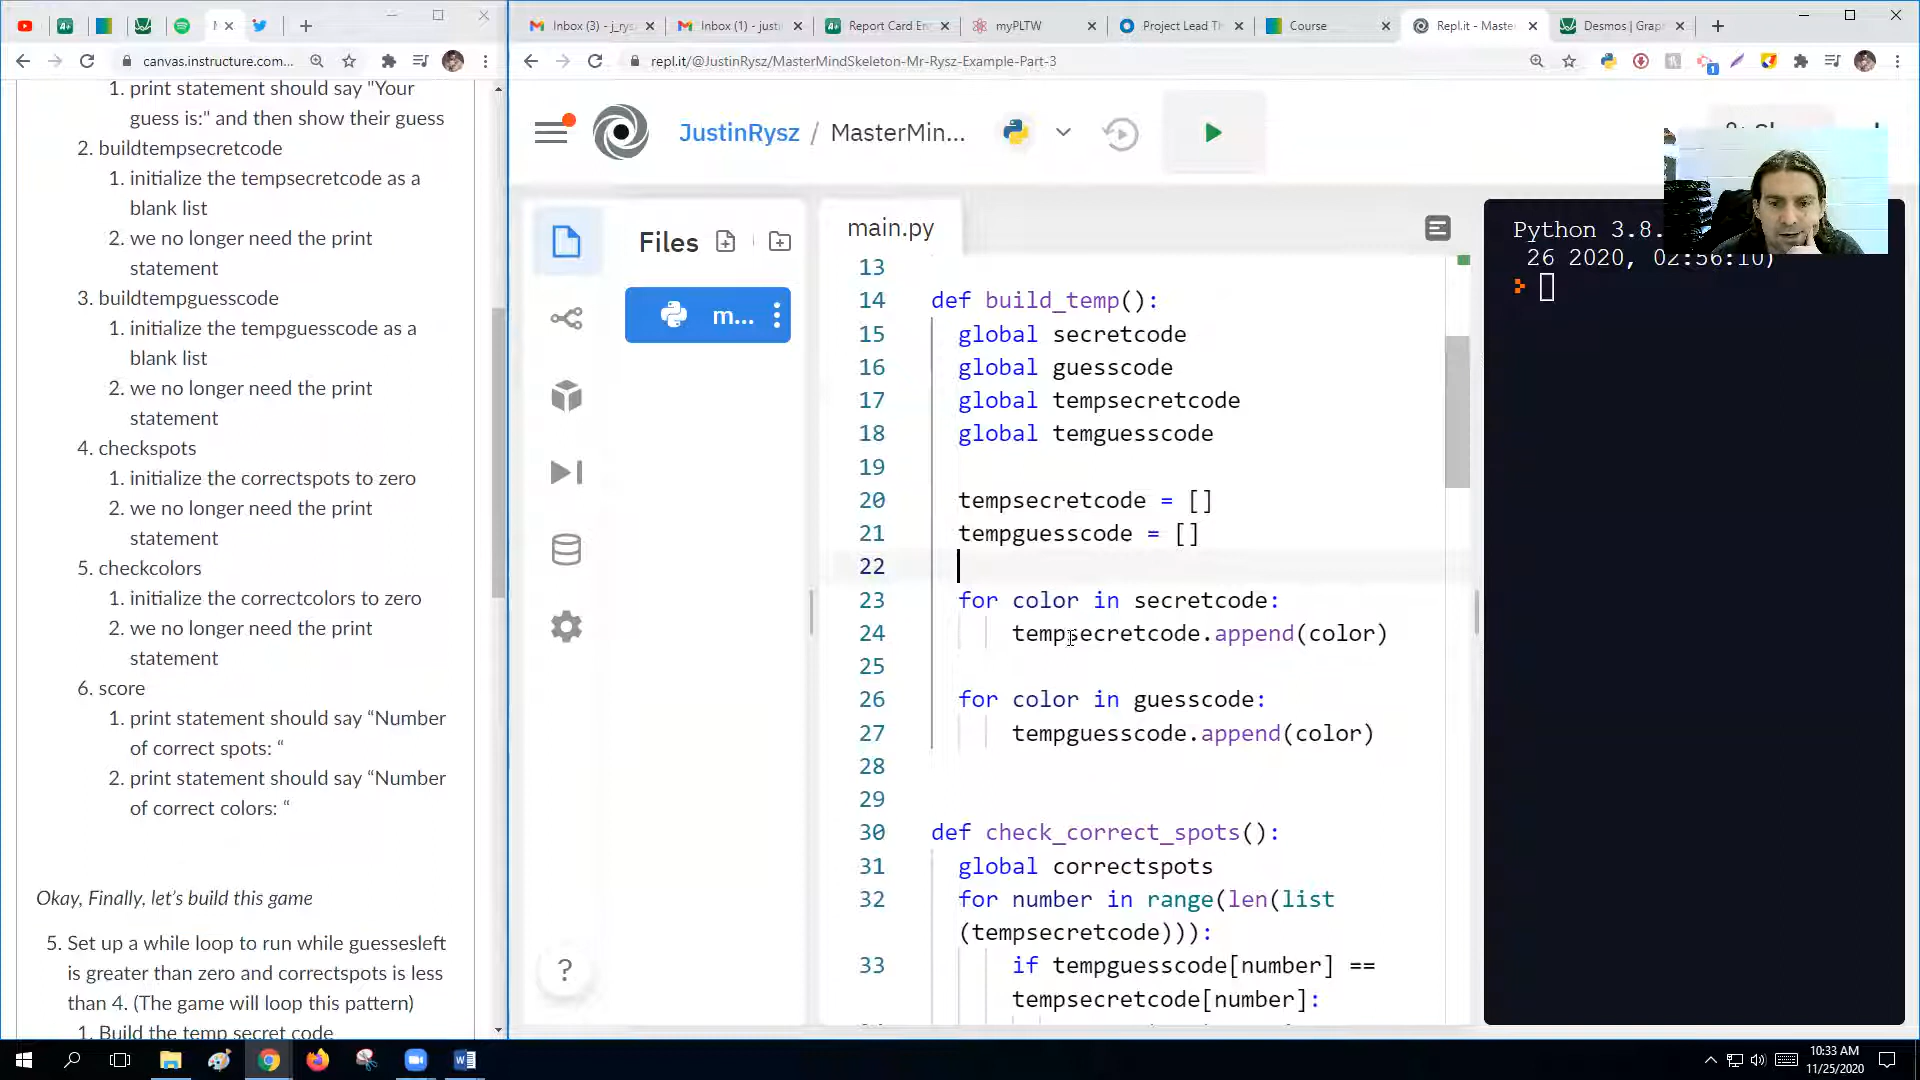 Inbox (3) - j_rys
Inbox (1) - justi
Report Card En
myPLTW
Project Lead Th
Course
Repl.it - Master
Desmos | Grap
canvas.instructure.com...
repl.it/@JustinRysz/MasterMindSkeleton-Mr-Rysz-Example-Part-3
1. print statement should say "Your
guess is:" and then show their guess
2. buildtempsecretcode
1. initialize the tempsecretcode as a
blank list
2. we no longer need the print
statement
3. buildtempguesscode
1. initialize the tempguesscode as a
blank list
2. we no longer need the print
statement
4. checkspots
1. initialize the correctspots to zero
2. we no longer need the print
statement
5. checkcolors
1. initialize the correctcolors to zero
2. we no longer need the print
statement
6. score
1. print statement should say “Number
of correct spots: “
2. print statement should say “Number
of correct colors: “
Okay, Finally, let’s build this game
5. Set up a while loop to run while guessesleft
is greater than zero and correctspots is less
than 4. (The game will loop this pattern)
1. Build the temp secret code
JustinRysz / MasterMin...
Files
m...
main.py
13
14 def build_temp():
15 global secretcode
16 global guesscode
17 global tempsecretcode
18 global temguesscode
19
20 tempsecretcode = []
21 tempguesscode = []
22
23 for color in secretcode:
24 tempsecretcode.append(color)
25
26 for color in guesscode:
27 tempguesscode.append(color)
28
29
30 def check_correct_spots():
31 global correctspots
32 for number in range(len(list
(tempsecretcode))):
33 if tempguesscode[number] ==
tempsecretcode[number]:
Python 3.8.
26 2020, 02:56:10)
?
10:33 AM
11/25/2020